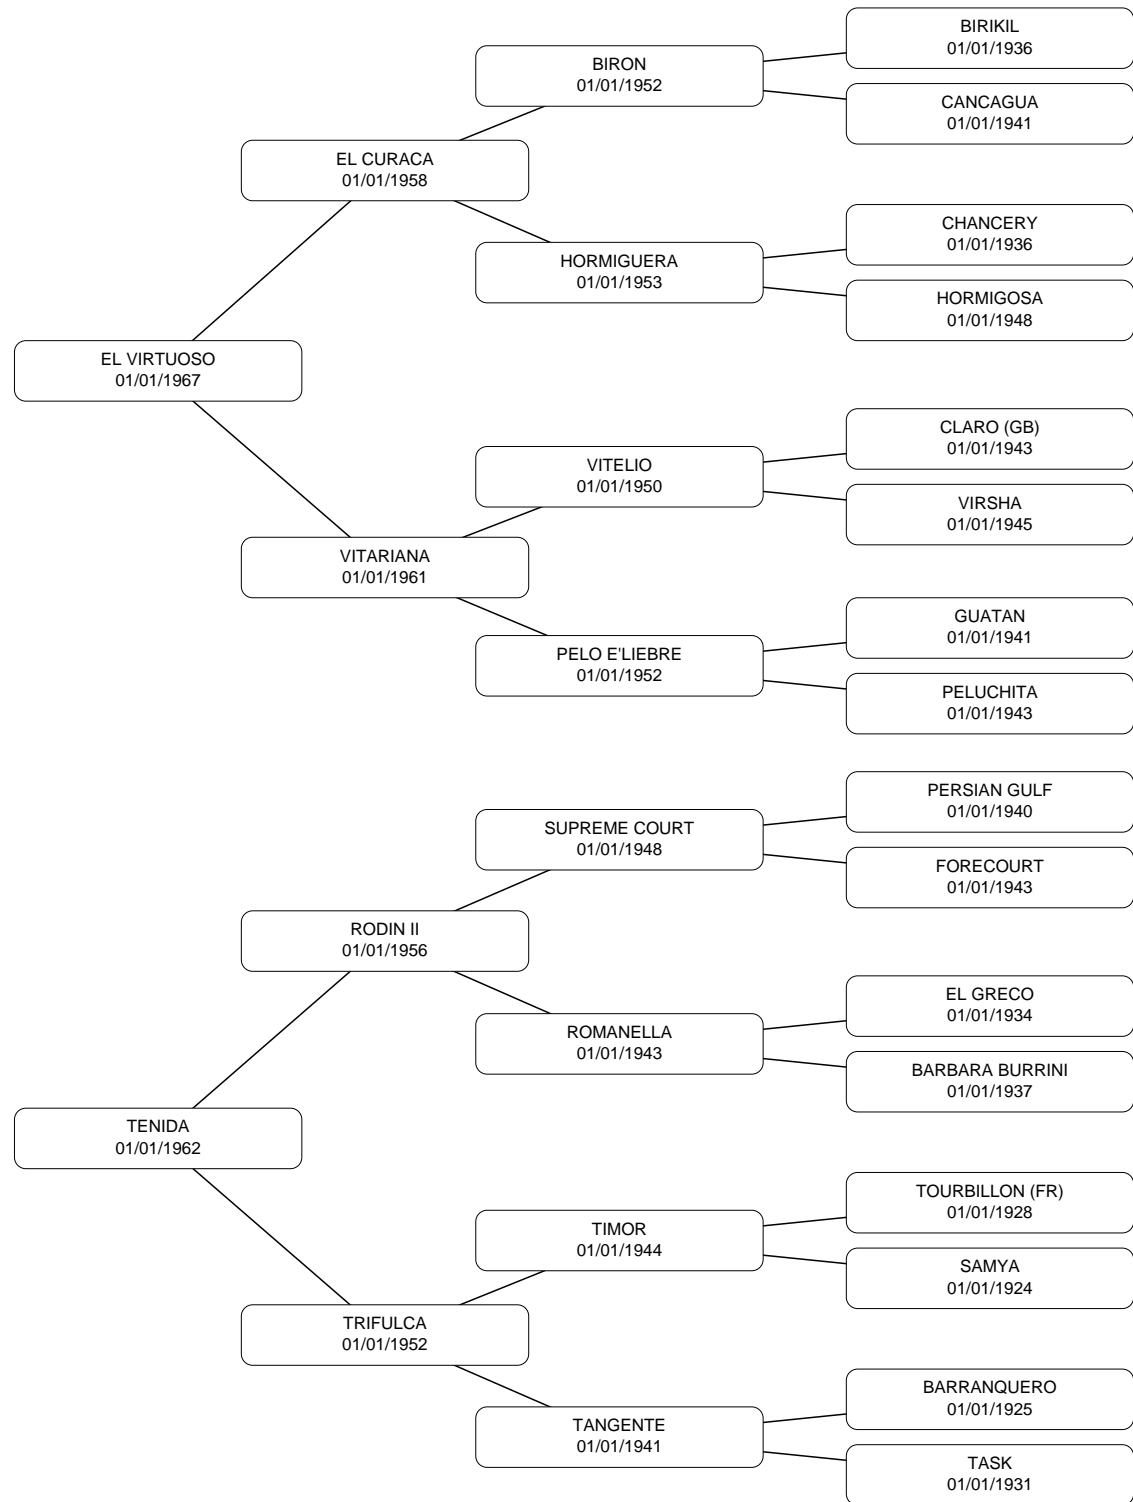 BIRIKIL
01/01/1936
BIRON
01/01/1952
CANCAGUA
01/01/1941
EL CURACA
01/01/1958
CHANCERY
01/01/1936
HORMIGUERA
01/01/1953
HORMIGOSA
01/01/1948
EL VIRTUOSO
01/01/1967
CLARO (GB)
01/01/1943
VITELIO
01/01/1950
VIRSHA
01/01/1945
VITARIANA
01/01/1961
GUATAN
01/01/1941
PELO E'LIEBRE
01/01/1952
PELUCHITA
01/01/1943
PERSIAN GULF
01/01/1940
SUPREME COURT
01/01/1948
FORECOURT
01/01/1943
RODIN II
01/01/1956
EL GRECO
01/01/1934
ROMANELLA
01/01/1943
BARBARA BURRINI
01/01/1937
TENIDA
01/01/1962
TOURBILLON (FR)
01/01/1928
TIMOR
01/01/1944
SAMYA
01/01/1924
TRIFULCA
01/01/1952
BARRANQUERO
01/01/1925
TANGENTE
01/01/1941
TASK
01/01/1931